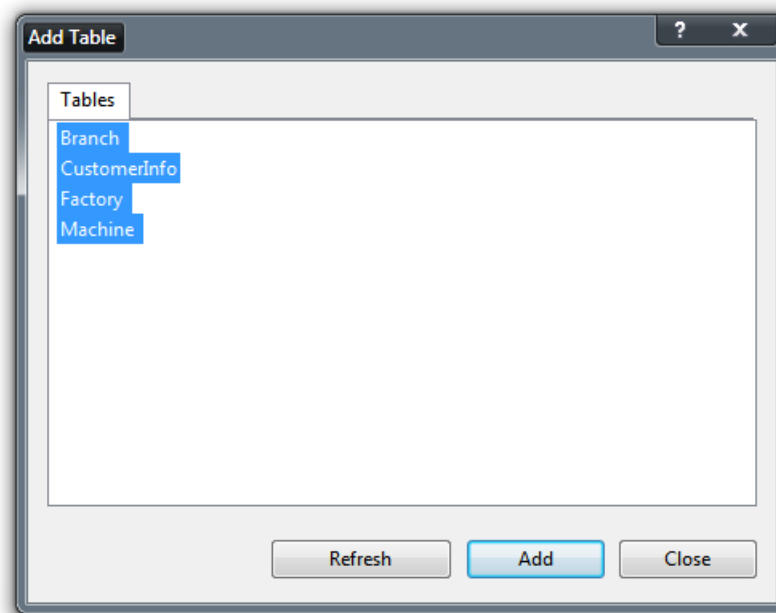 Add Table
? x
Tables
Branch
CustomerInfo
Factory
Machine
Refresh Add Close